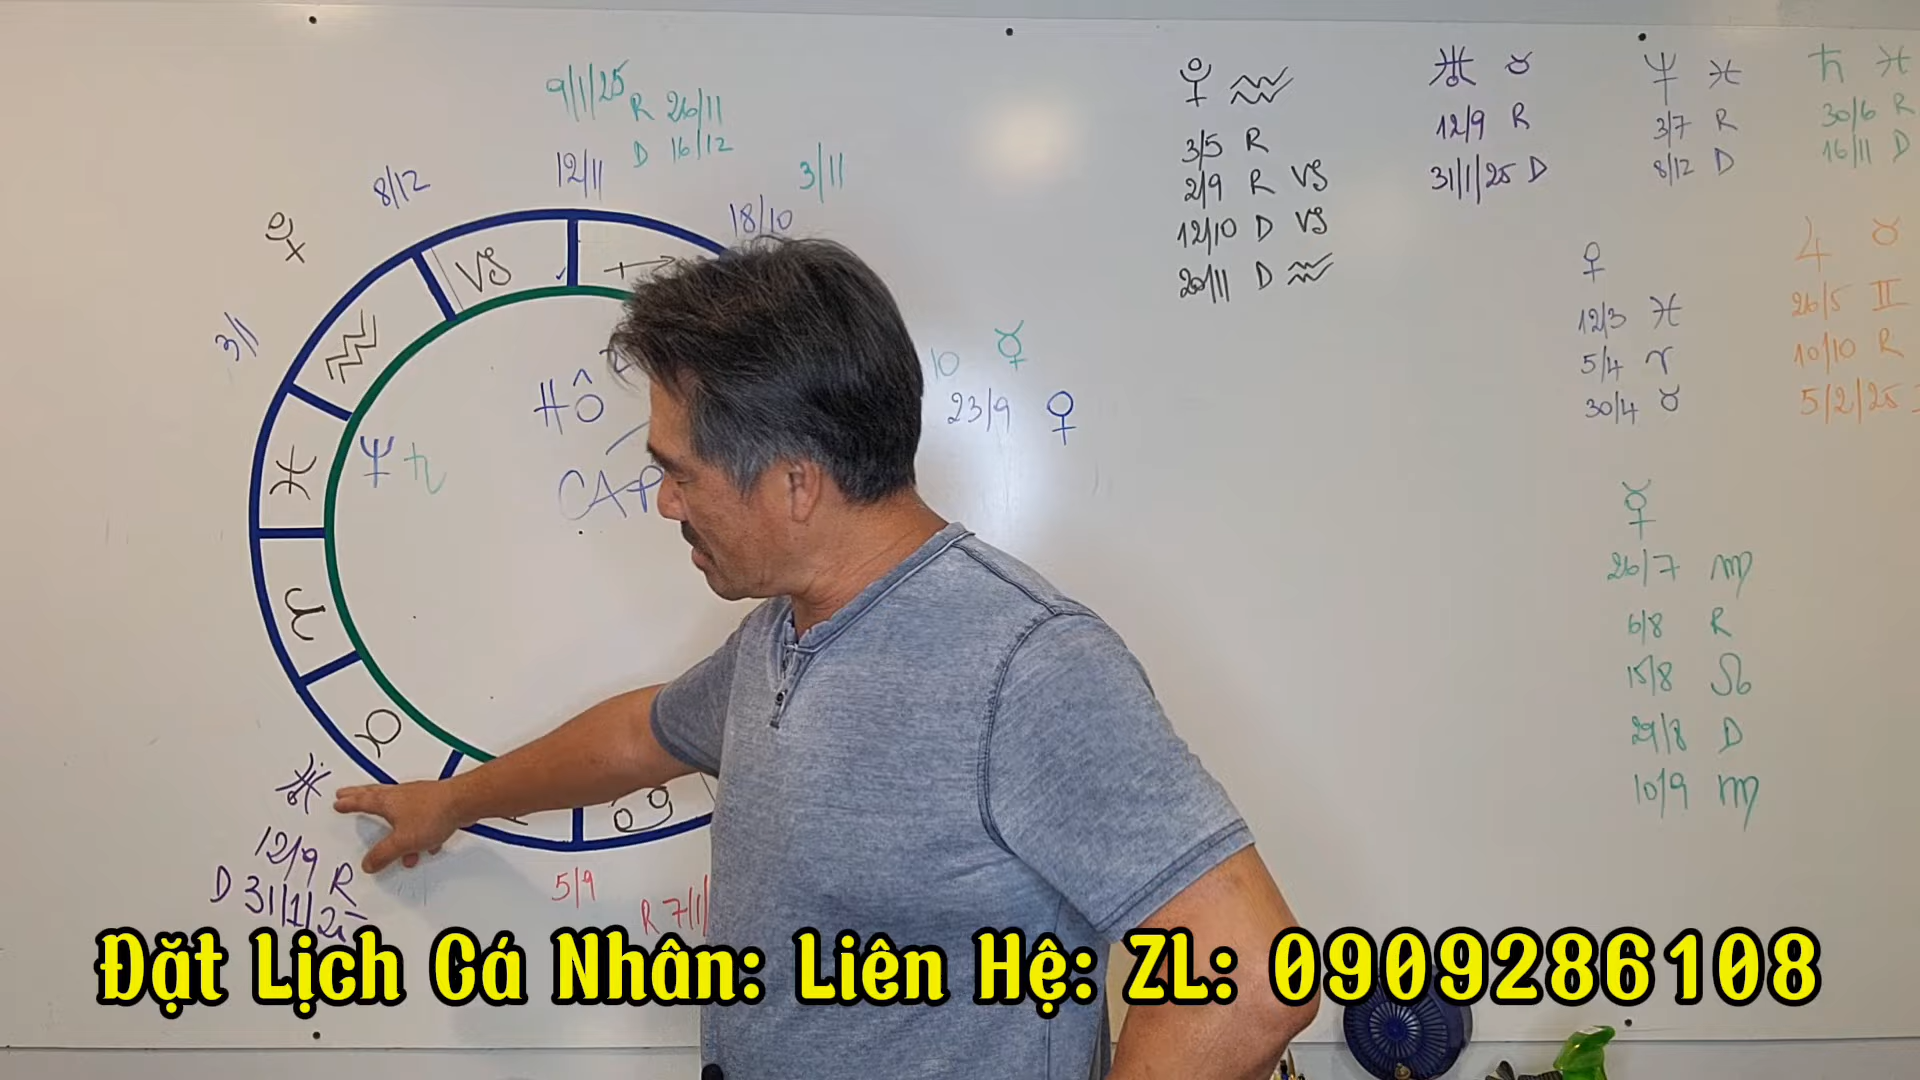 9/1/25
R 26/11
D 16/12
12/11
3/11
8/12
18/10
3/1
VS
HÔ
CAP
10
23/9
5/9
R 7/1/
12/9 R
D 31/1/25
3/5 R
2/9 R VS
12/10 D VS
20/11 D
12/9 R
31/1/25 D
3/7 R
8/12 D
30/6 R
16/11 D
12/3
5/4
30/4
26/5 II
10/10 R
5/2/25
26/7
6/8 R
15/8
29/8 D
10/9
Đặt Lịch Cá Nhân: Liên Hệ: ZL: 0909286108